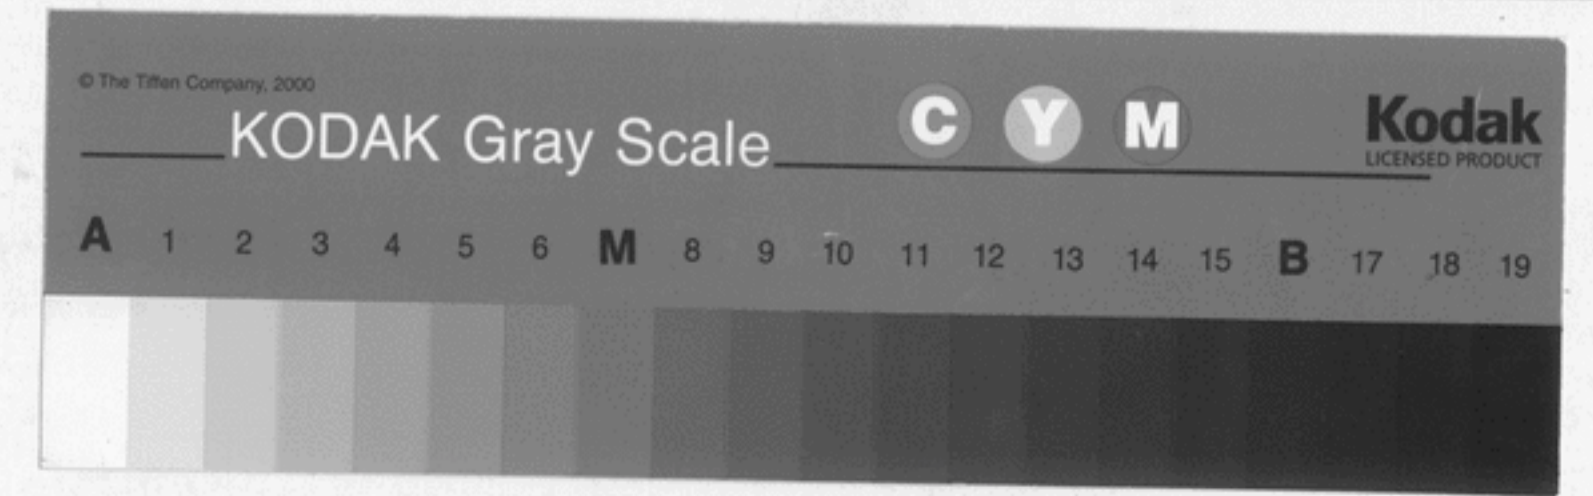 © The Tiffen Company, 2000
KODAK Gray Scale
C Y M
Kodak
LICENSED PRODUCT
A 1 2 3 4 5 6 M 8 9 10 11 12 13 14 15 B 17 18 19